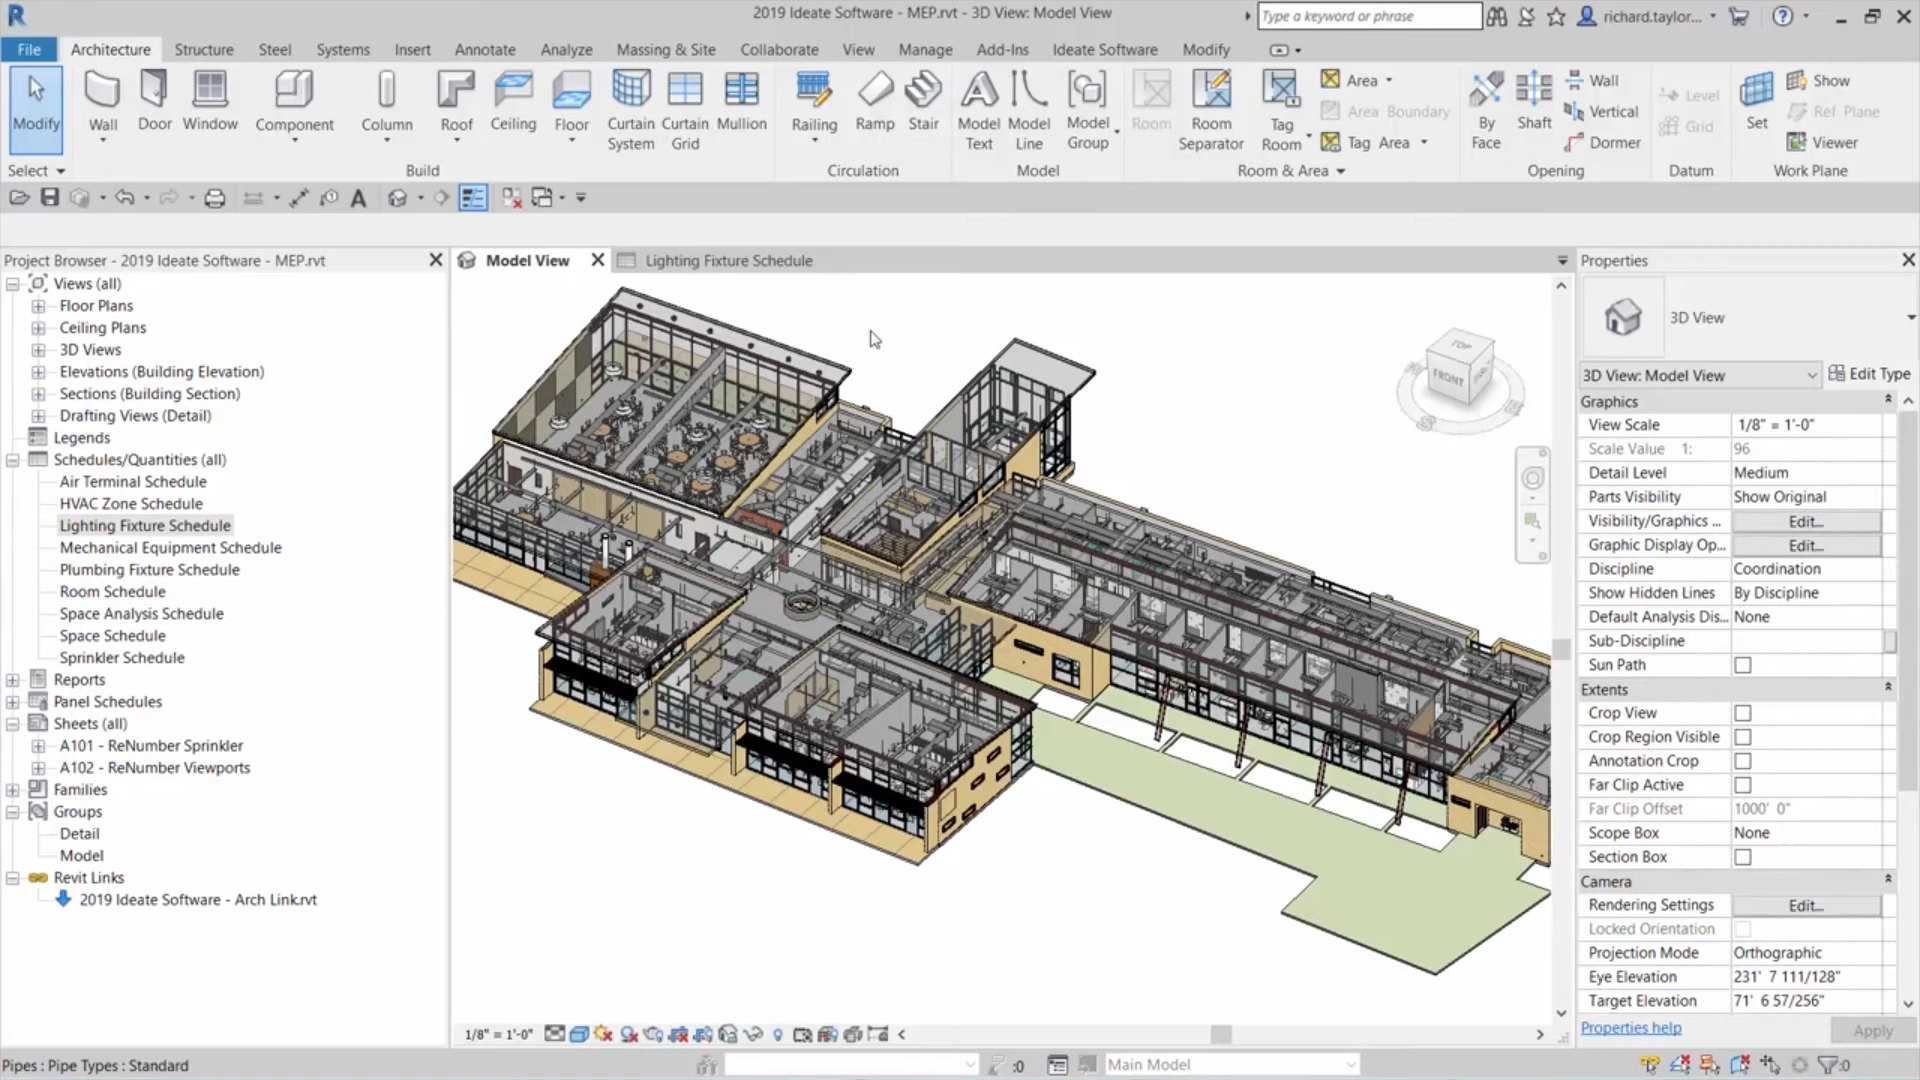 2019 Ideate Software - MEP.rvt - 3D View: Model View
Type a keyword or phrase
richard.taylor...
File Architecture Structure Steel Systems Insert Annotate Analyze Massing & Site Collaborate View Manage Add-Ins Ideate Software Modify
Modify
Wall
Door
Window
Component
Column
Roof
Ceiling
Floor
Curtain System
Curtain Grid
Mullion
Railing
Ramp
Stair
Model Text
Model Line
Model Group
Room
Room Separator
Tag Room
Area
Area Boundary
Tag Area
By Face
Shaft
Wall
Vertical
Dormer
Level
Grid
Set
Show
Ref Plane
Viewer
Select Build Circulation Model Room & Area Opening Datum Work Plane
Project Browser - 2019 Ideate Software - MEP.rvt
Views (all)
Floor Plans
Ceiling Plans
3D Views
Elevations (Building Elevation)
Sections (Building Section)
Drafting Views (Detail)
Legends
Schedules/Quantities (all)
Air Terminal Schedule
HVAC Zone Schedule
Lighting Fixture Schedule
Mechanical Equipment Schedule
Plumbing Fixture Schedule
Room Schedule
Space Analysis Schedule
Space Schedule
Sprinkler Schedule
Reports
Panel Schedules
Sheets (all)
A101 - ReNumber Sprinkler
A102 - ReNumber Viewports
Families
Groups
Detail
Model
Revit Links
2019 Ideate Software - Arch Link.rvt
Model View
Lighting Fixture Schedule
TOP
FRONT
1/8" = 1'-0"
Properties
3D View
3D View: Model View
Edit Type
Graphics
View Scale 1/8" = 1'-0"
Scale Value 1: 96
Detail Level Medium
Parts Visibility Show Original
Visibility/Graphics ... Edit...
Graphic Display Op... Edit...
Discipline Coordination
Show Hidden Lines By Discipline
Default Analysis Dis... None
Sub-Discipline
Sun Path
Extents
Crop View
Crop Region Visible
Annotation Crop
Far Clip Active
Far Clip Offset 1000' 0"
Scope Box None
Section Box
Camera
Rendering Settings Edit...
Locked Orientation
Projection Mode Orthographic
Eye Elevation 231' 7 111/128"
Target Elevation 71' 6 57/256"
Properties help
Apply
Pipes : Pipe Types : Standard
:0
Main Model
:0